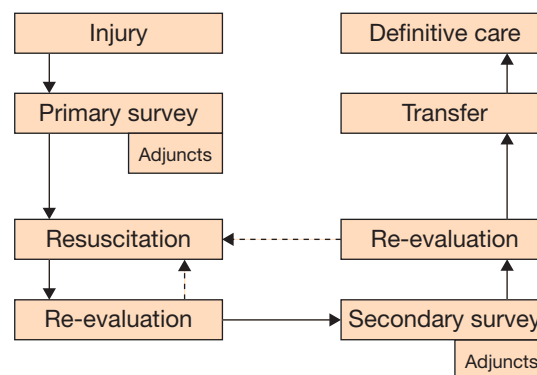 Injury
Primary survey
Adjuncts
Resuscitation
Re-evaluation
Definitive care
Transfer
Re-evaluation
Secondary survey
Adjuncts